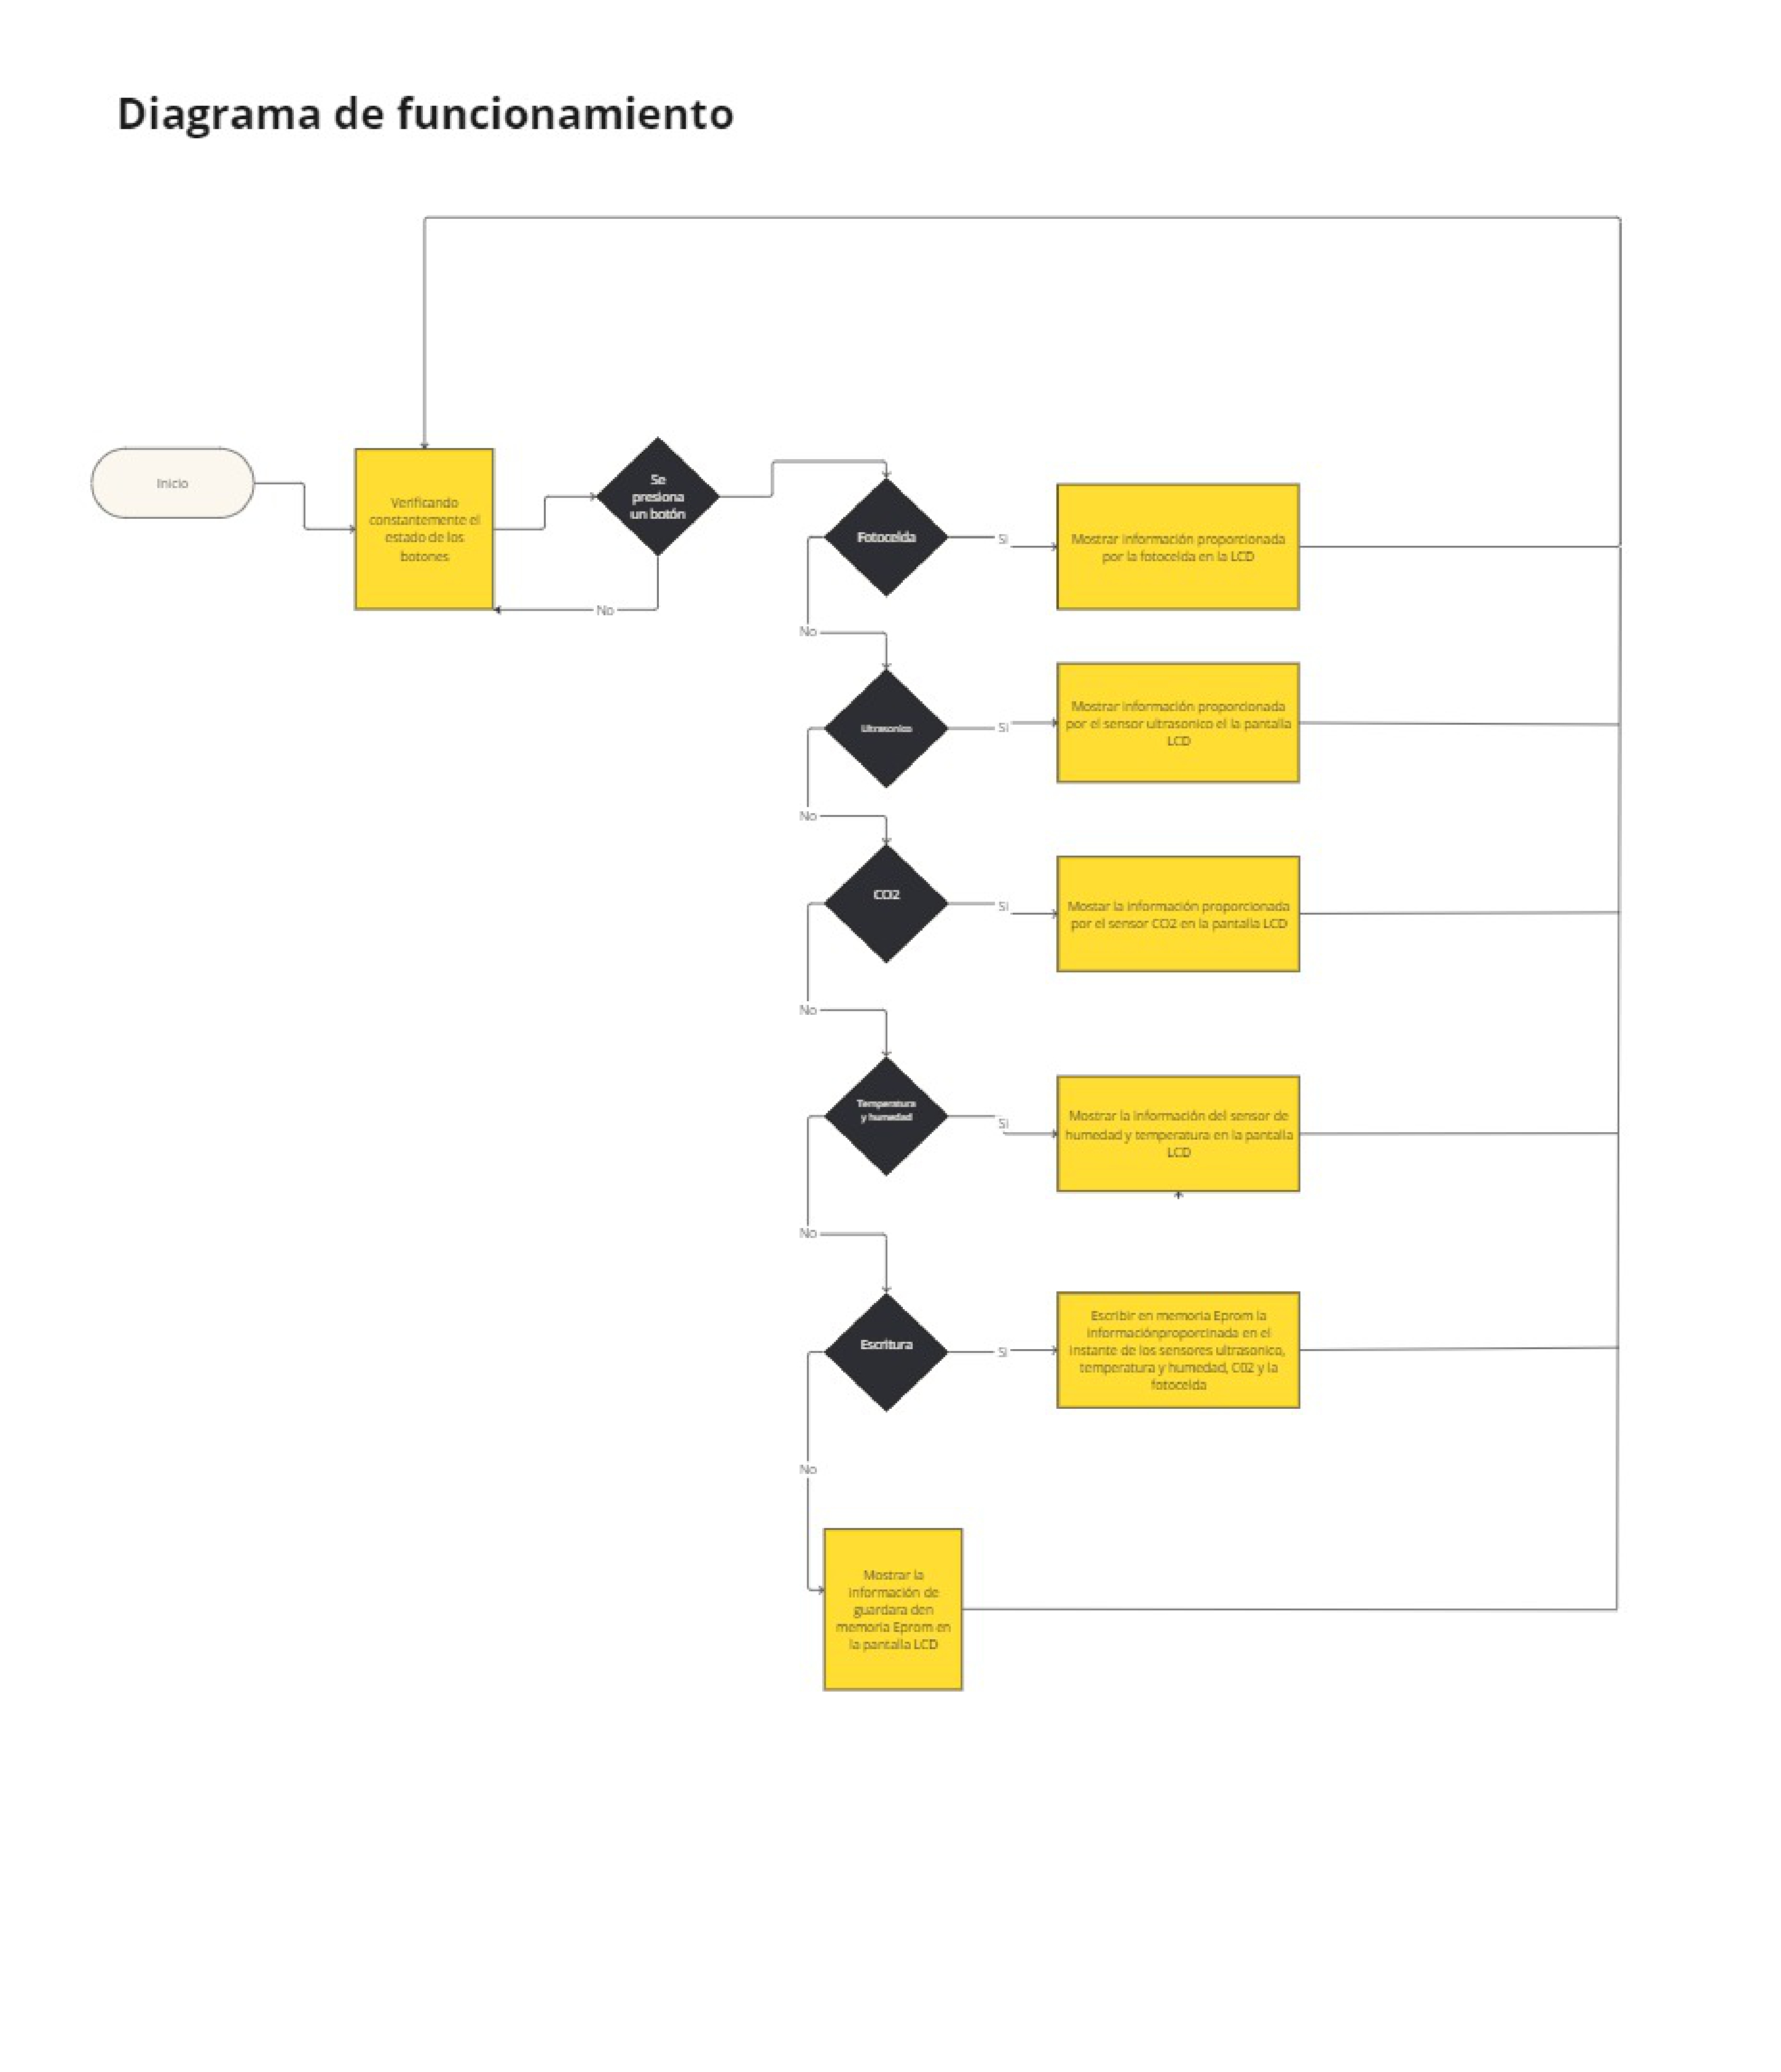 Diagrama de funcionamiento
Inicio
Verificando
constantemente el
estado de los
botones
Se
presiona
un botón
No
Fotocelda
Si
Mostrar información proporcionada
por la fotocelda en la LCD
No
Ultrasonico
Si
Mostrar información proporcionada
por el sensor ultrasonico el la pantalla
LCD
No
CO2
Si
Mostar la información proporcionada
por el sensor CO2 en la pantalla LCD
No
Temperatura
y humedad
Si
Mostrar la información del sensor de
humedad y temperatura en la pantalla
LCD
No
Escritura
Si
Escribir en memoria Eprom la
informaciónproporcinada en el
instante de los sensores ultrasonico,
temperatura y humedad, C02 y la
fotocelda
No
Mostrar la
información de
guardara den
memoria Eprom en
la pantalla LCD